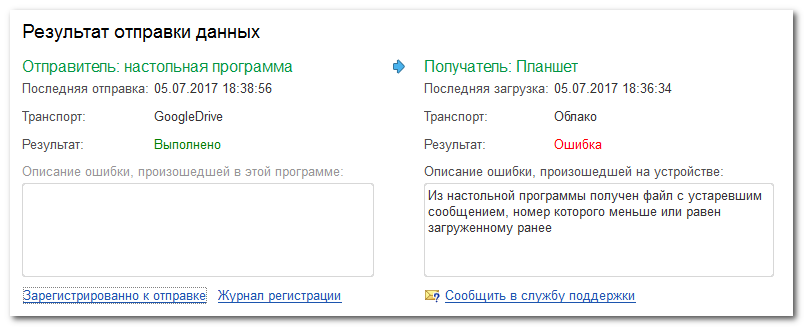 Результат отправки данных
Отправитель: настольная программа
Последняя отправка: 05.07.2017 18:38:56
Транспорт: GoogleDrive
Результат: Выполнено
Описание ошибки, произошедшей в этой программе:
Зарегистрированно к отправке Журнал регистрации
Получатель: Планшет
Последняя загрузка: 05.07.2017 18:36:34
Транспорт: Облако
Результат: Ошибка
Описание ошибки, произошедшей на устройстве:
Из настольной программы получен файл с устаревшим
сообщением, номер которого меньше или равен
загруженному ранее
Сообщить в службу поддержки